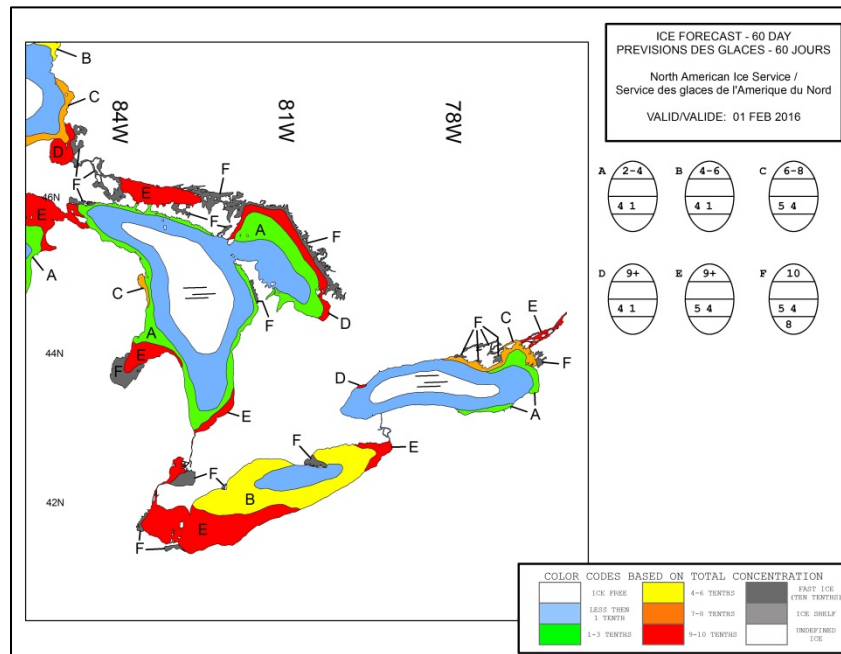 ICE FORECAST - 60 DAY
PREVISIONS DES GLACES - 60 JOURS
North American Ice Service /
Service des glaces de l'Amerique du Nord
VALID/VALIDE: 01 FEB 2016
84W
81W
78W
46N
44N
42N
B
C
D
F
E
F
F
E
A
A
F
C
F
D
A
E
F
E
F
C
E
F
D
A
E
F
F
B
E
F
A 2-4
4 1
B 4-6
4 1
C 6-8
5 4
D 9+
4 1
E 9+
5 4
F 10
5 4
8
COLOR CODES BASED ON TOTAL CONCENTRATION
ICE FREE
4-6 TENTHS
FAST ICE
(TEN TENTHS)
LESS THEN
1 TENTH
7-8 TENTHS
ICE SHELF
1-3 TENTHS
9-10 TENTHS
UNDEFINED
ICE